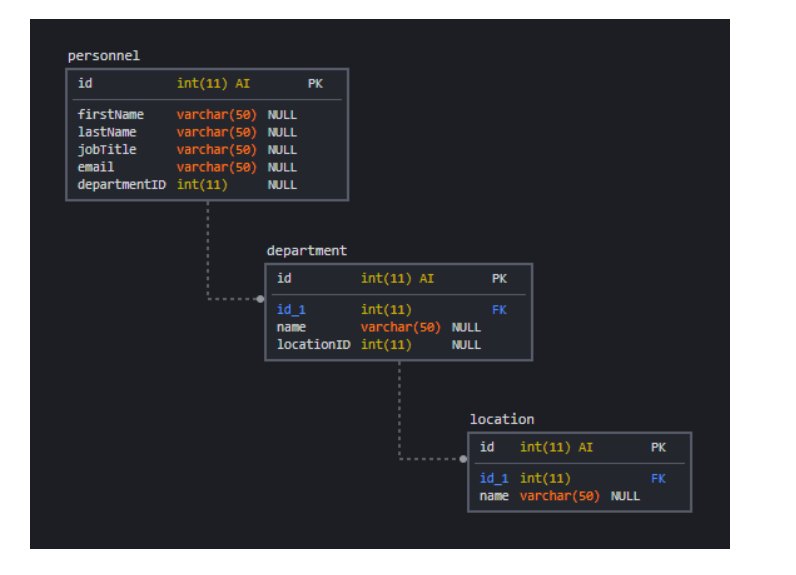 personnel
id int(11) AI PK
firstName varchar(50) NULL
lastName varchar(50) NULL
jobTitle varchar(50) NULL
email varchar(50) NULL
departmentID int(11) NULL
department
id int(11) AI PK
id_1 int(11) FK
name varchar(50) NULL
locationID int(11) NULL
location
id int(11) AI PK
id_1 int(11) FK
name varchar(50) NULL